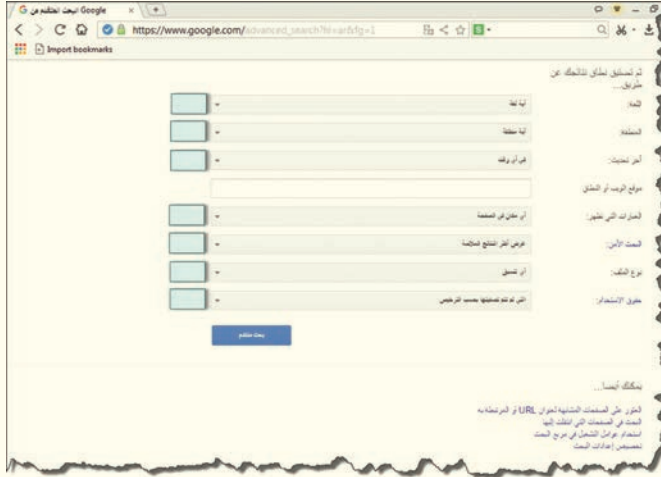 البحث المتقدم من Google
https://www.google.com/advanced_search?hl=ar&fg=1
Import bookmarks
ثم تضييق نطاق نتائجك عن
طريق...
اللغة:
أية لغة
المنطقة:
أية منطقة
آخر تحديث:
في أي وقت
موقع الويب أو النطاق
العبارات التي تظهر:
أي مكان في الصفحة
البحث الآمن:
عرض أكثر النتائج الملائمة
نوع الملف:
أي تنسيق
حقوق الاستخدام:
التي لم تتم تصفيتها بحسب الترخيص
بحث متقدم
يمكنك أيضًا...
العثور على الصفحات المشابهة لعنوان URL أو المرتبطة به
البحث في الصفحات التي انتقلت إليها
استخدام عوامل التشغيل في مربع البحث
تخصيص إعدادات البحث